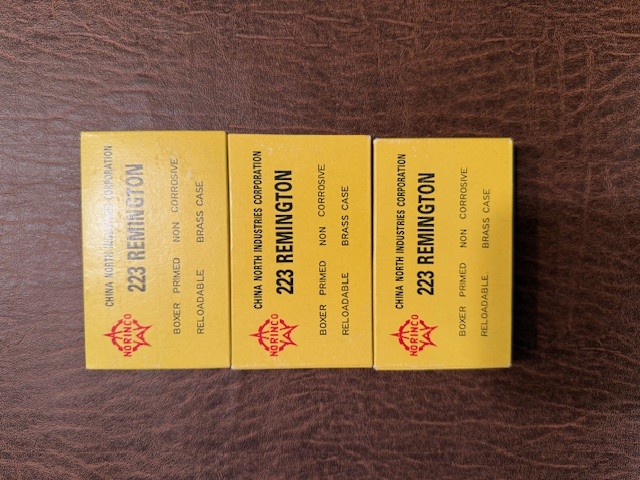 CHINA NORTH INDUSTRIES CORPORATION
223 REMINGTON
NORINCO
BOXER PRIMED NON CORROSIVE
RELOADABLE BRASS CASE
CHINA NORTH INDUSTRIES CORPORATION
223 REMINGTON
NORINCO
BOXER PRIMED NON CORROSIVE
RELOADABLE BRASS CASE
CHINA NORTH INDUSTRIES CORPORATION
223 REMINGTON
NORINCO
BOXER PRIMED NON CORROSIVE
RELOADABLE BRASS CASE